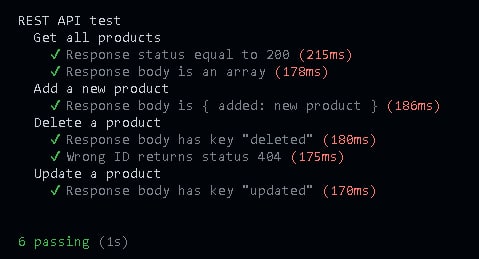 REST API test
Get all products
✓ Response status equal to 200 (215ms)
✓ Response body is an array (178ms)
Add a new product
✓ Response body is { added: new product } (186ms)
Delete a product
✓ Response body has key "deleted" (180ms)
✓ Wrong ID returns status 404 (175ms)
Update a product
✓ Response body has key "updated" (170ms)
6 passing (1s)